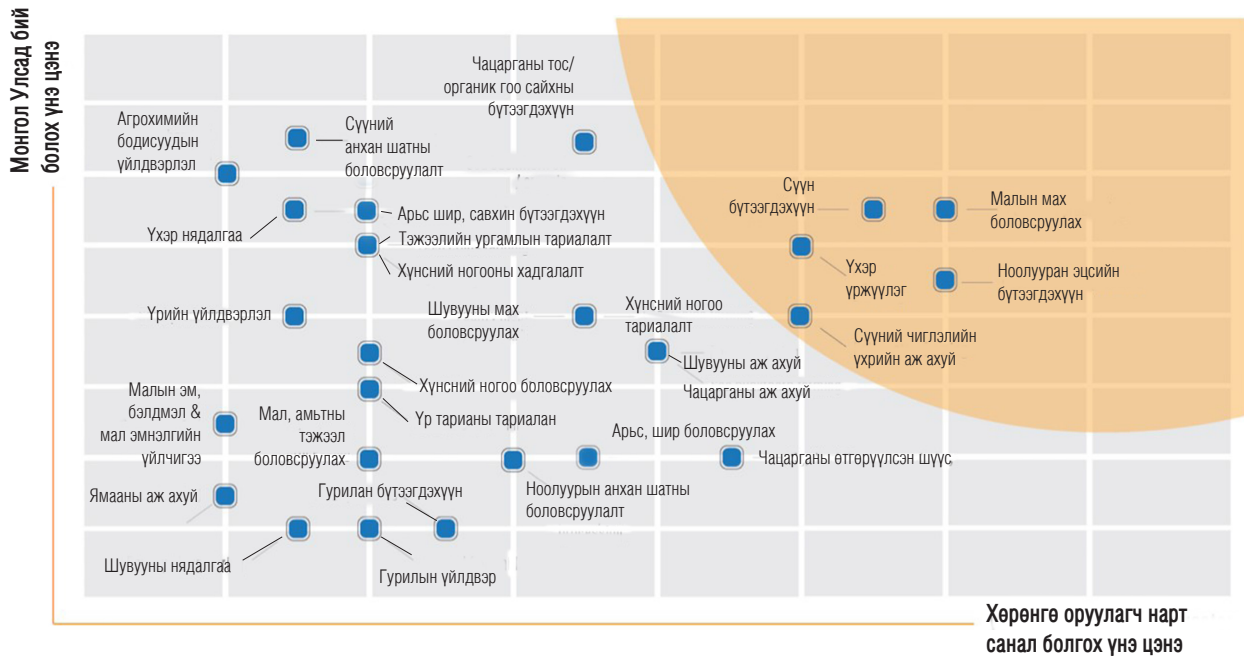 Монгол Улсад бий
болох үнэ цэнэ
Чацарганы тос/
органик гоо сайхны
бүтээгдэхүүн
Агрохимийн
бодисуудын
үйлдвэрлэл
Сүүний
анхан шатны
боловсруулалт
Үхэр нядалгаа
Арьс шир, савхин бүтээгдэхүүн
Тэжээлийн ургамлын тариалалт
Хүнсний ногооны хадгалалт
Сүүн
бүтээгдэхүүн
Малын мах
боловсруулах
Үхэр
үржүүлэг
Ноолууран эцсийн
бүтээгдэхүүн
Үрийн үйлдвэрлэл
Шувууны мах
боловсруулах
Хүнсний ногоо
тариалалт
Шувууны аж ахуй
Чацарганы аж ахуй
Сүүний чиглэлийн
үхрийн аж ахуй
Хүнсний ногоо боловсруулах
Үр тарианы тариалан
Малын эм,
бэлдмэл &
мал эмнэлгийн
үйлчигээ
Мал, амьтны
тэжээл
боловсруулах
Арьс, шир боловсруулах
Чацарганы өтгөрүүлсэн шүүс
Ноолуурын анхан шатны
боловсруулалт
Ямааны аж ахуй
Гурилан бүтээгдэхүүн
Шувууны нядалгаа
Гурилын үйлдвэр
Хөрөнгө оруулагч нарт
санал болгох үнэ цэнэ